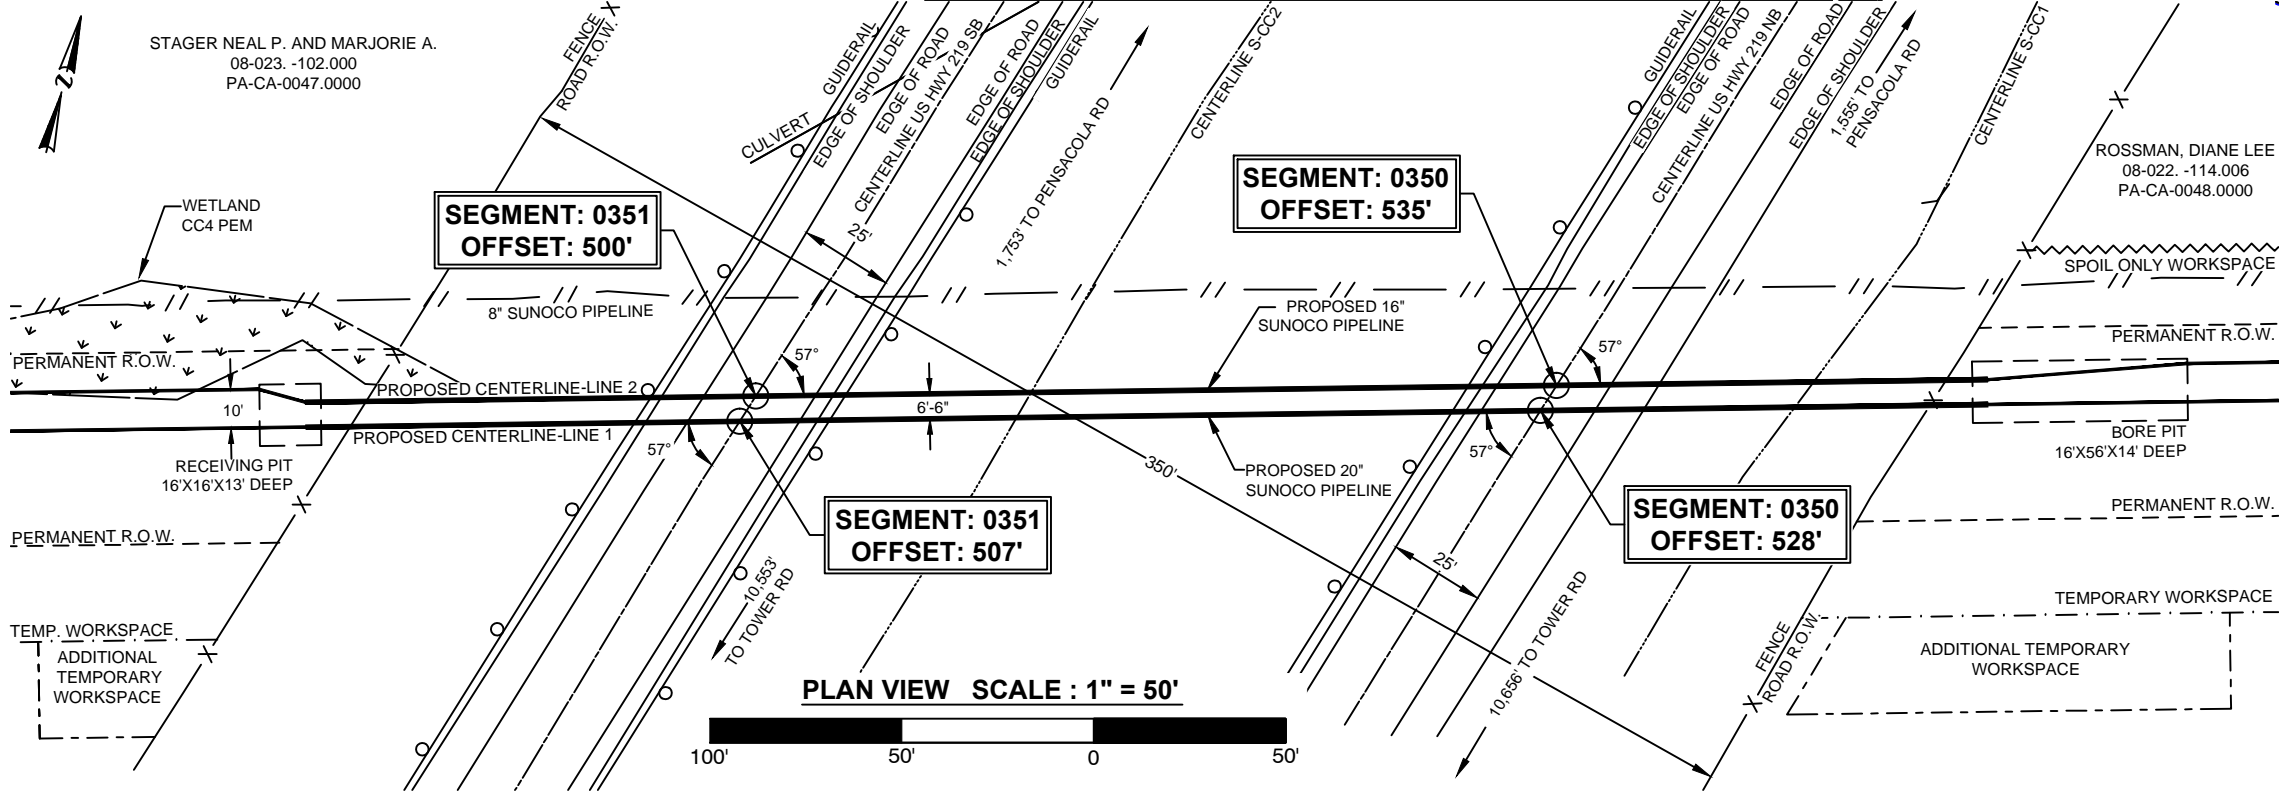 STAGER NEAL P. AND MARJORIE A.
08-023. -102.000
PA-CA-0047.0000
FENCE
ROAD R.O.W.
CULVERT
GUIDERAIL
EDGE OF SHOULDER
EDGE OF ROAD
CENTERLINE US HWY 219 SB
EDGE OF ROAD
EDGE OF SHOULDER
GUIDERAIL
1,753' TO PENSACOLA RD
CENTERLINE S-CC2
GUIDERAIL
EDGE OF SHOULDER
EDGE OF ROAD
CENTERLINE US HWY 219 NB
EDGE OF ROAD
EDGE OF SHOULDER
1,555' TO
PENSACOLA RD
CENTERLINE S-CC1
ROSSMAN, DIANE LEE
08-022. -114.006
PA-CA-0048.0000
WETLAND
CC4 PEM
SEGMENT: 0351
OFFSET: 500'
25'
SEGMENT: 0350
OFFSET: 535'
SPOIL ONLY WORKSPACE
8" SUNOCO PIPELINE
PROPOSED 16"
SUNOCO PIPELINE
PERMANENT R.O.W.
PERMANENT R.O.W.
57°
57°
PROPOSED CENTERLINE-LINE 2
10'
6'-6"
PROPOSED CENTERLINE-LINE 1
57°
57°
RECEIVING PIT
16'X16'X13' DEEP
350'
PROPOSED 20"
SUNOCO PIPELINE
BORE PIT
16'X56'X14' DEEP
PERMANENT R.O.W.
PERMANENT R.O.W.
SEGMENT: 0351
OFFSET: 507'
SEGMENT: 0350
OFFSET: 528'
25'
10,553'
TO TOWER RD
10,656' TO TOWER RD
TEMP. WORKSPACE
ADDITIONAL
TEMPORARY
WORKSPACE
FENCE
ROAD R.O.W.
TEMPORARY WORKSPACE
ADDITIONAL TEMPORARY
WORKSPACE
PLAN VIEW SCALE : 1" = 50'
100' 50' 0 50'